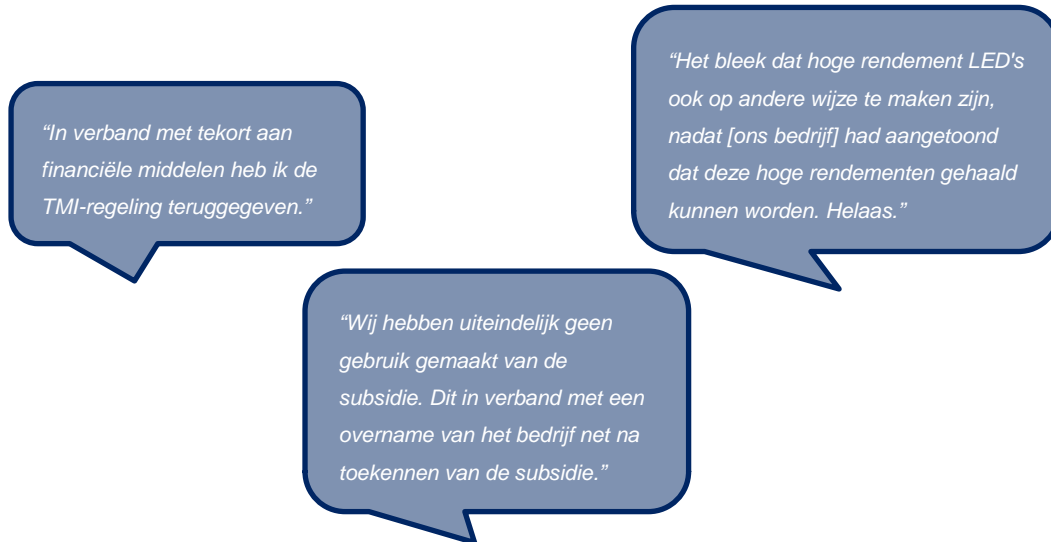 “In verband met tekort aan
financiële middelen heb ik de
TMI-regeling teruggegeven.”
“Het bleek dat hoge rendement LED's
ook op andere wijze te maken zijn,
nadat [ons bedrijf] had aangetoond
dat deze hoge rendementen gehaald
kunnen worden. Helaas.”
“Wij hebben uiteindelijk geen
gebruik gemaakt van de
subsidie. Dit in verband met een
overname van het bedrijf net na
toekennen van de subsidie.”